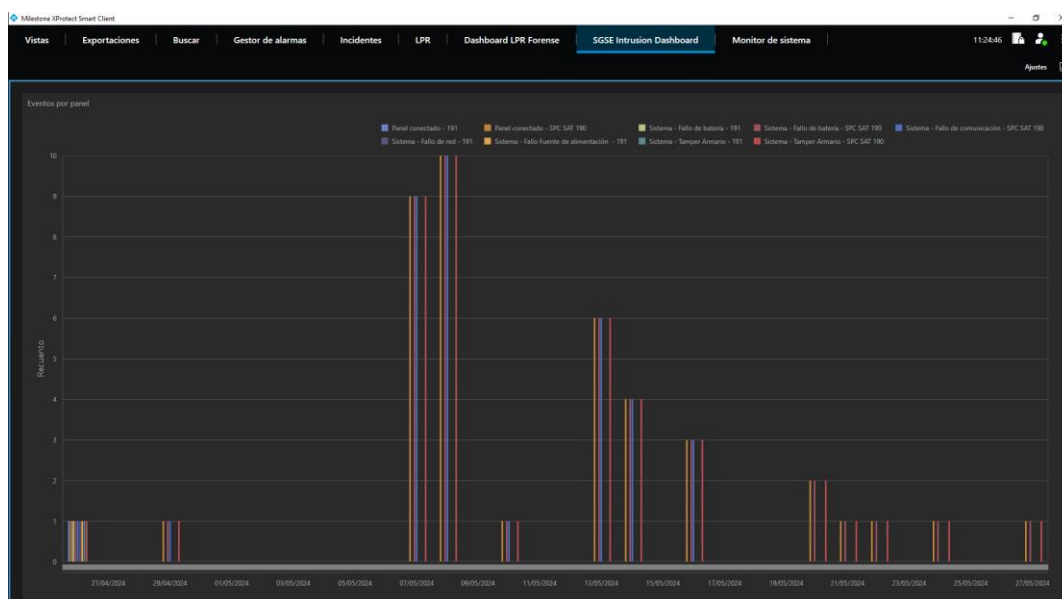 Milestone XProtect Smart Client
Vistas Exportaciones Buscar Gestor de alarmas Incidentes LPR Dashboard LPR Forense SGSE Intrusion Dashboard Monitor de sistema 11:24:46
Ajustes
Eventos por panel
Panel conectado - 191 Panel conectado - SPC SAT 190 Sistema - Fallo de batería - 191 Sistema - Fallo de batería - SPC SAT 190 Sistema - Fallo de comunicación - SPC SAT 190
Sistema - Fallo de red - 191 Sistema - Fallo Fuente de alimentación - 191 Sistema - Tamper Armario - 191 Sistema - Tamper Armario - SPC SAT 190
10
9
8
7
6
5
4
3
2
1
0
Recuento
27/04/2024 29/04/2024 01/05/2024 03/05/2024 05/05/2024 07/05/2024 09/05/2024 11/05/2024 13/05/2024 15/05/2024 17/05/2024 19/05/2024 21/05/2024 23/05/2024 25/05/2024 27/05/2024